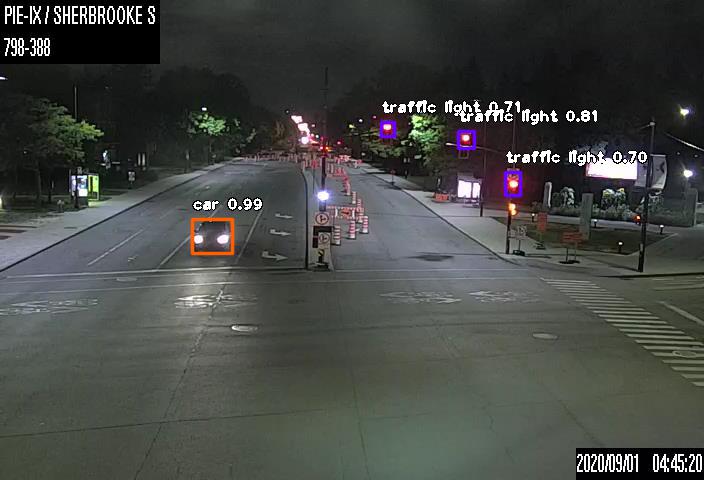 PIE-IX / SHERBROOKE S
798-388
traffic light 0.71
traffic light 0.81
traffic light 0.70
car 0.99
2020/09/01 04:45:20